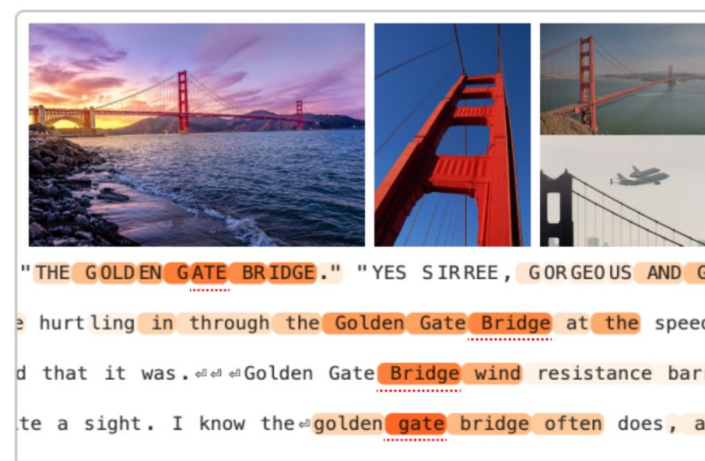 "THE GOLDEN GATE BRIDGE." "YES SIRREE, GORGEOUS AND G
e hurtling in through the Golden Gate Bridge at the speed
d that it was.⏎⏎ ⏎Golden Gate Bridge wind resistance bar
te a sight. I know the⏎golden gate bridge often does, a